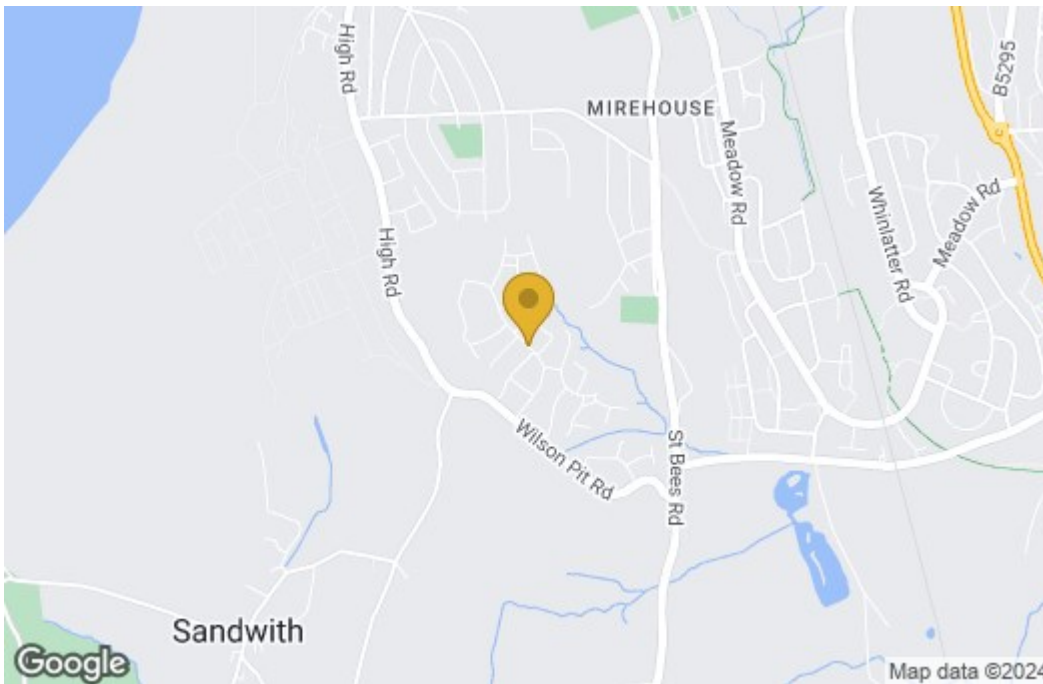 High Rd
B5295
MIREHOUSE
Meadow Rd
Whinlatter Rd
Meadow Rd
High Rd
Wilson Pit Rd
St Bees Rd
Sandwith
Google
Map data ©2024